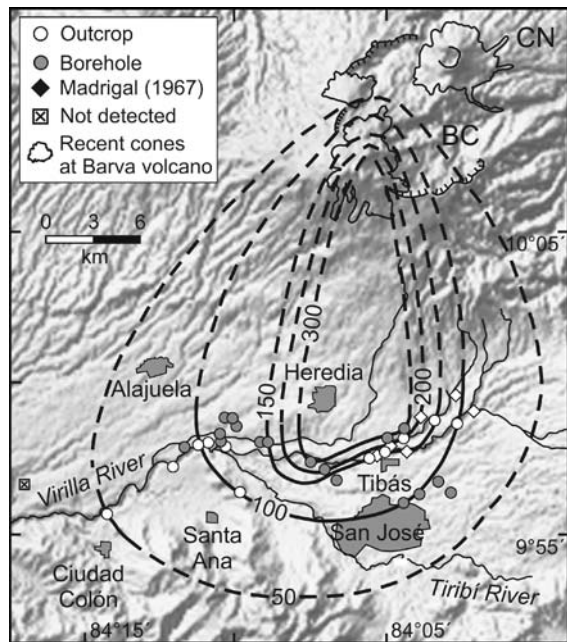 Outcrop
Borehole
Madrigal (1967)
Not detected
Recent cones
at Barva volcano
CN
BC
0 3 6
km
10°05'
300
200
150
Heredia
Alajuela
Virilla River
Tibás
100
Santa
Ana
San José
9°55'
Ciudad
Colón
50
Tiribí River
84°15'
84°05'